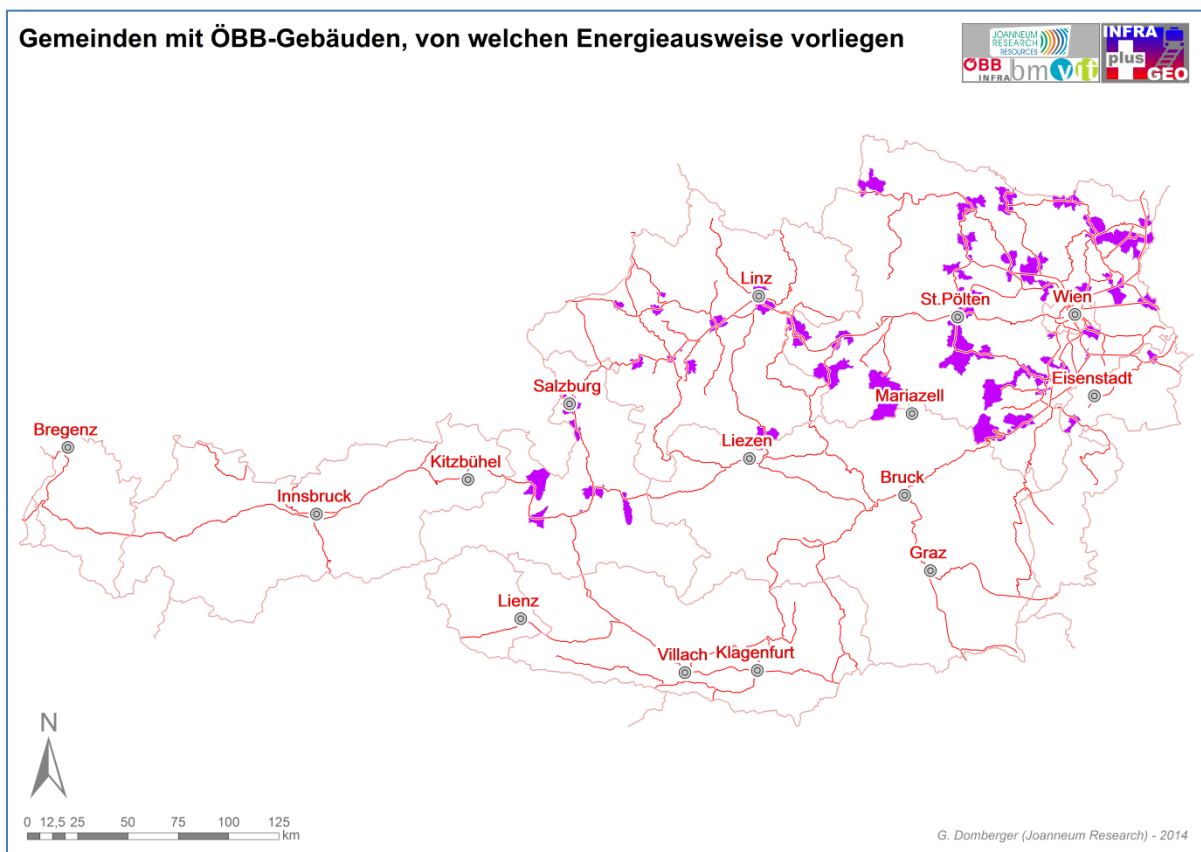 Gemeinden mit ÖBB-Gebäuden, von welchen Energieausweise vorliegen
JOANNEUM
RESEARCH
RESOURCES
ÖBB
INFRA
bmvit
INFRA
plus
GEO
Linz
St.Pölten
Wien
Salzburg
Eisenstadt
Mariazell
Bregenz
Liezen
Kitzbühel
Bruck
Innsbruck
Graz
Lienz
Villach
Klagenfurt
N
0 12,5 25 50 75 100 125
km
G. Domberger (Joanneum Research) - 2014